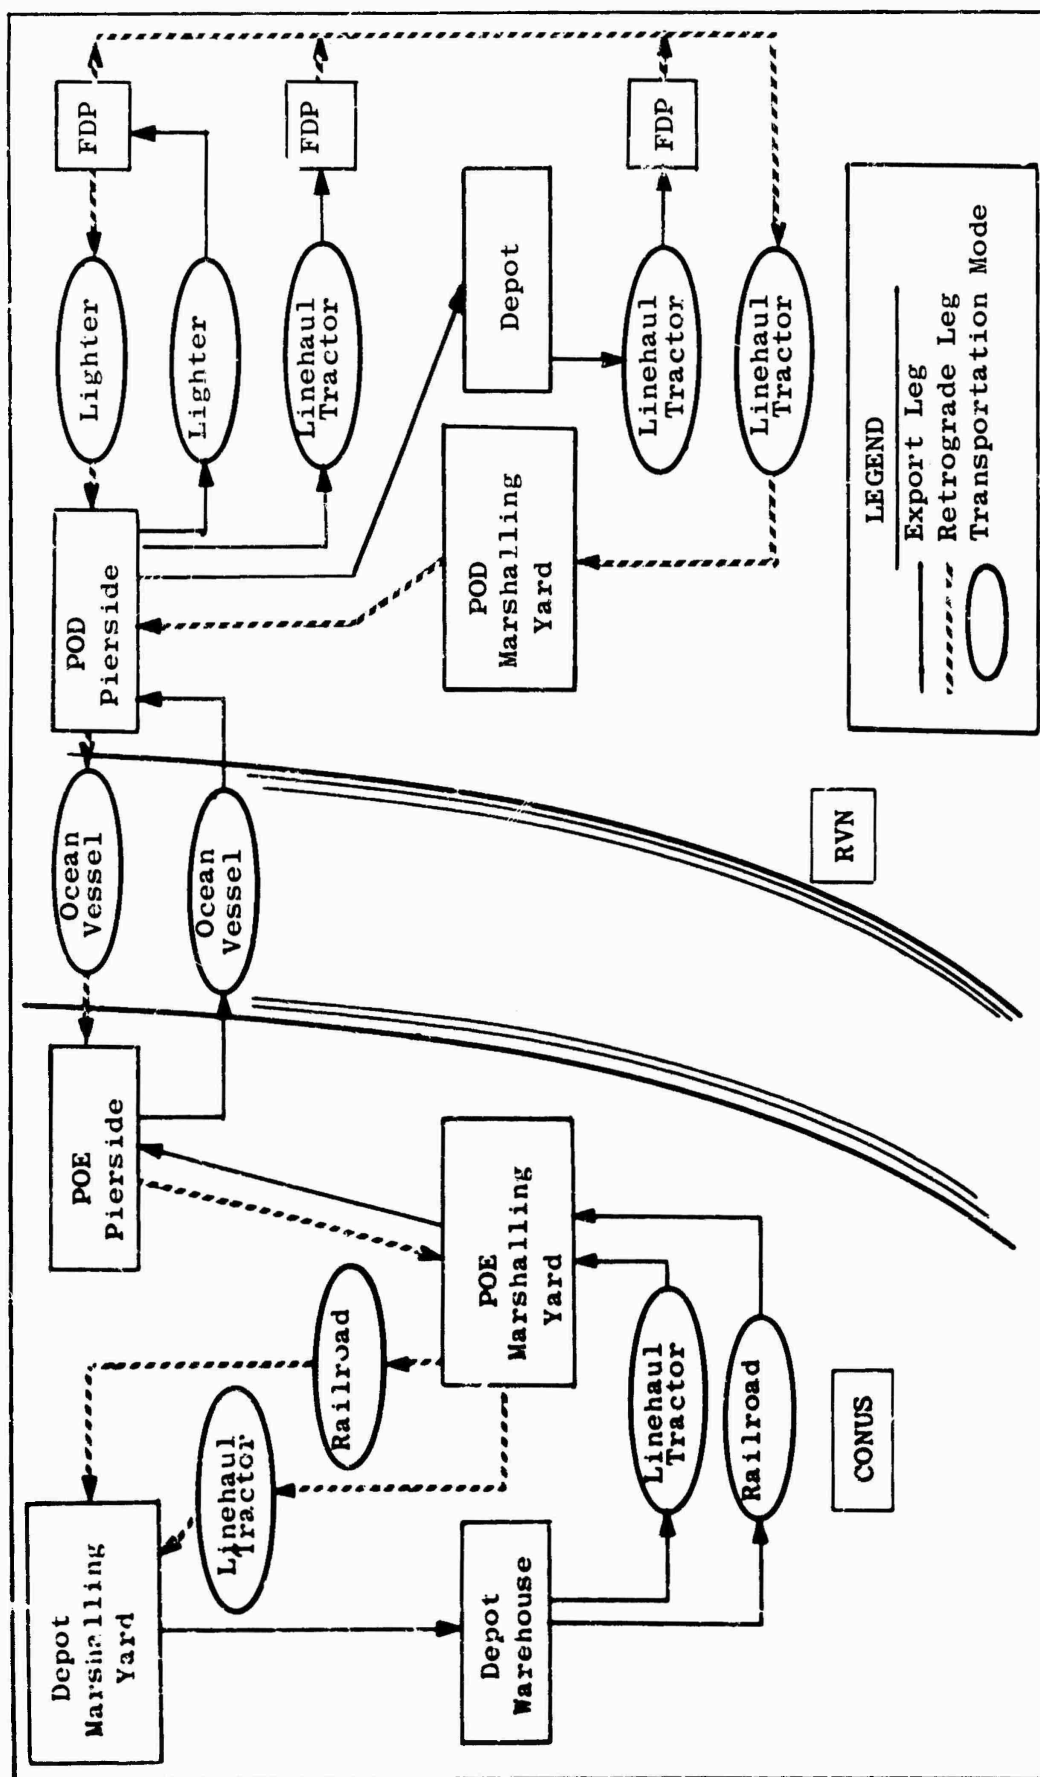 Depot
Marshalling
Yard
Linehaul
Tractor
Railroad
Depot
Warehouse
Linehaul
Tractor
Railroad
POE
Marshalling
Yard
POE
Pierside
CONUS
Ocean
Vessel
Ocean
Vessel
RVN
POD
Pierside
Lighter
Lighter
Linehaul
Tractor
FDP
FDP
Depot
POD
Marshalling
Yard
Linehaul
Tractor
FDP
Linehaul
Tractor
LEGEND
Export Leg
Retrograde Leg
Transportation Mode